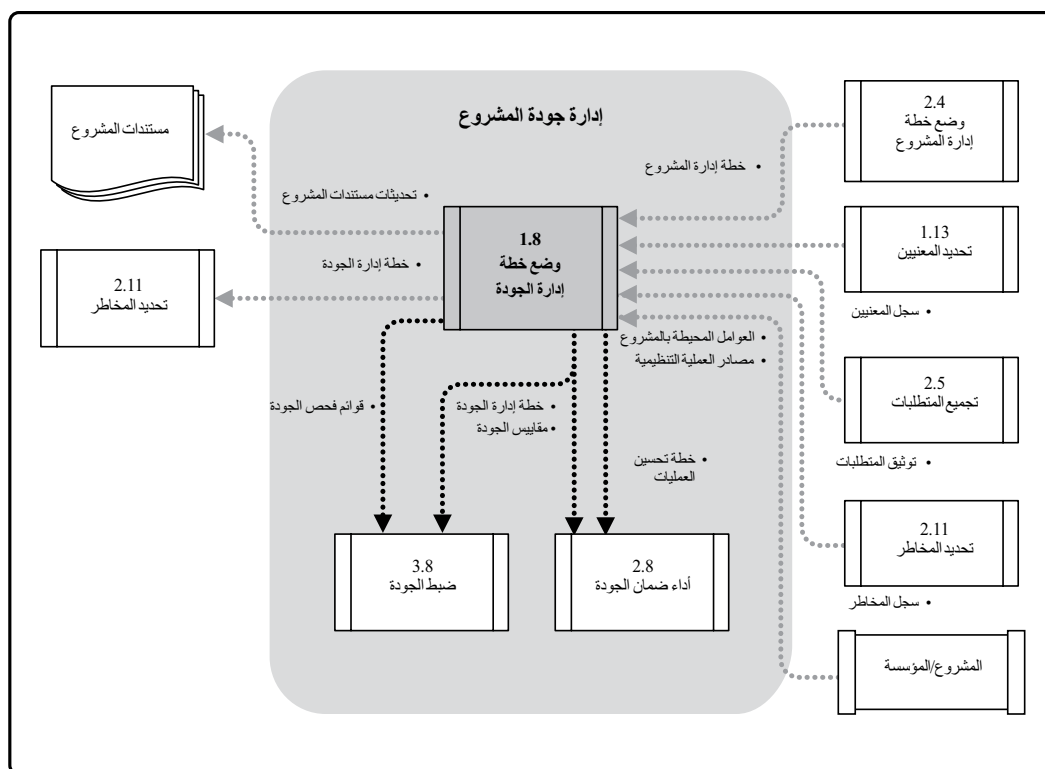 إدارة جودة المشروع
2.4
وضع خطة
إدارة المشروع
• خطة إدارة المشروع
1.13
تحديد المعنيين
• سجل المعنيين
2.5
تجميع المتطلبات
• توثيق المتطلبات
2.11
تحديد المخاطر
• سجل المخاطر
المشروع/المؤسسة
• العوامل المحيطة بالمشروع
• مصادر العملية التنظيمية
1.8
وضع خطة
إدارة الجودة
• تحديثات مستندات المشروع
مستندات المشروع
• خطة إدارة الجودة
2.11
تحديد المخاطر
• قوائم فحص الجودة
• خطة إدارة الجودة
• مقاييس الجودة
• خطة تحسين
العمليات
2.8
أداء ضمان الجودة
3.8
ضبط الجودة